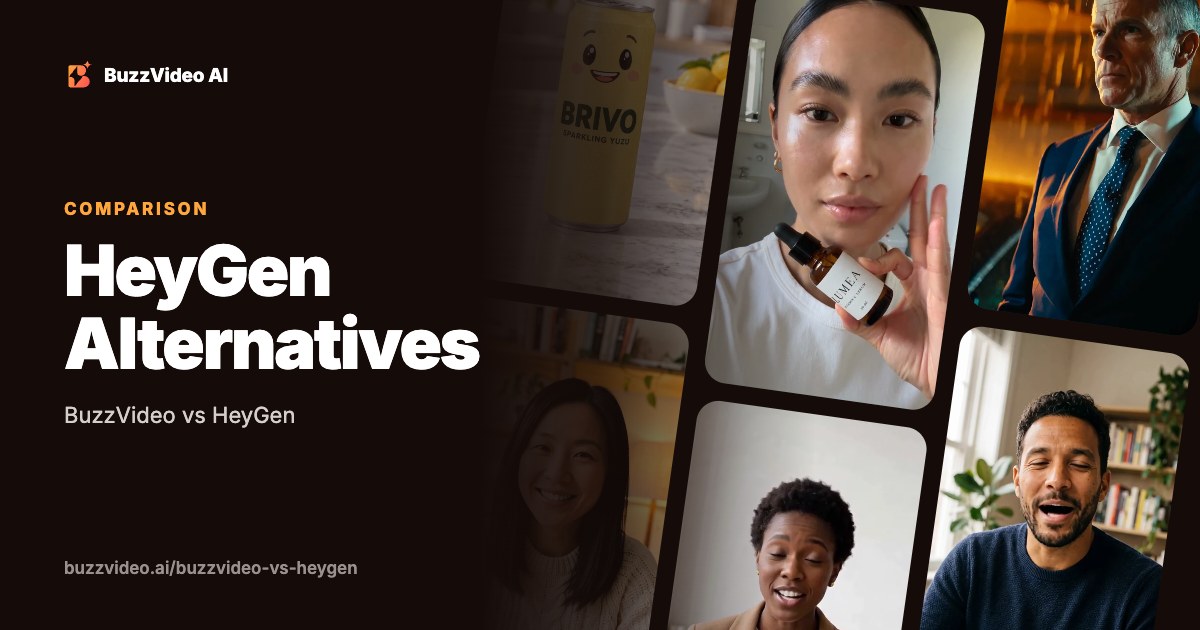 BuzzVideo AI
COMPARISON
HeyGen
Alternatives
BuzzVideo vs HeyGen
buzzvideo.ai/buzzvideo-vs-heygen
BRIVO
SPARKLING YUZU